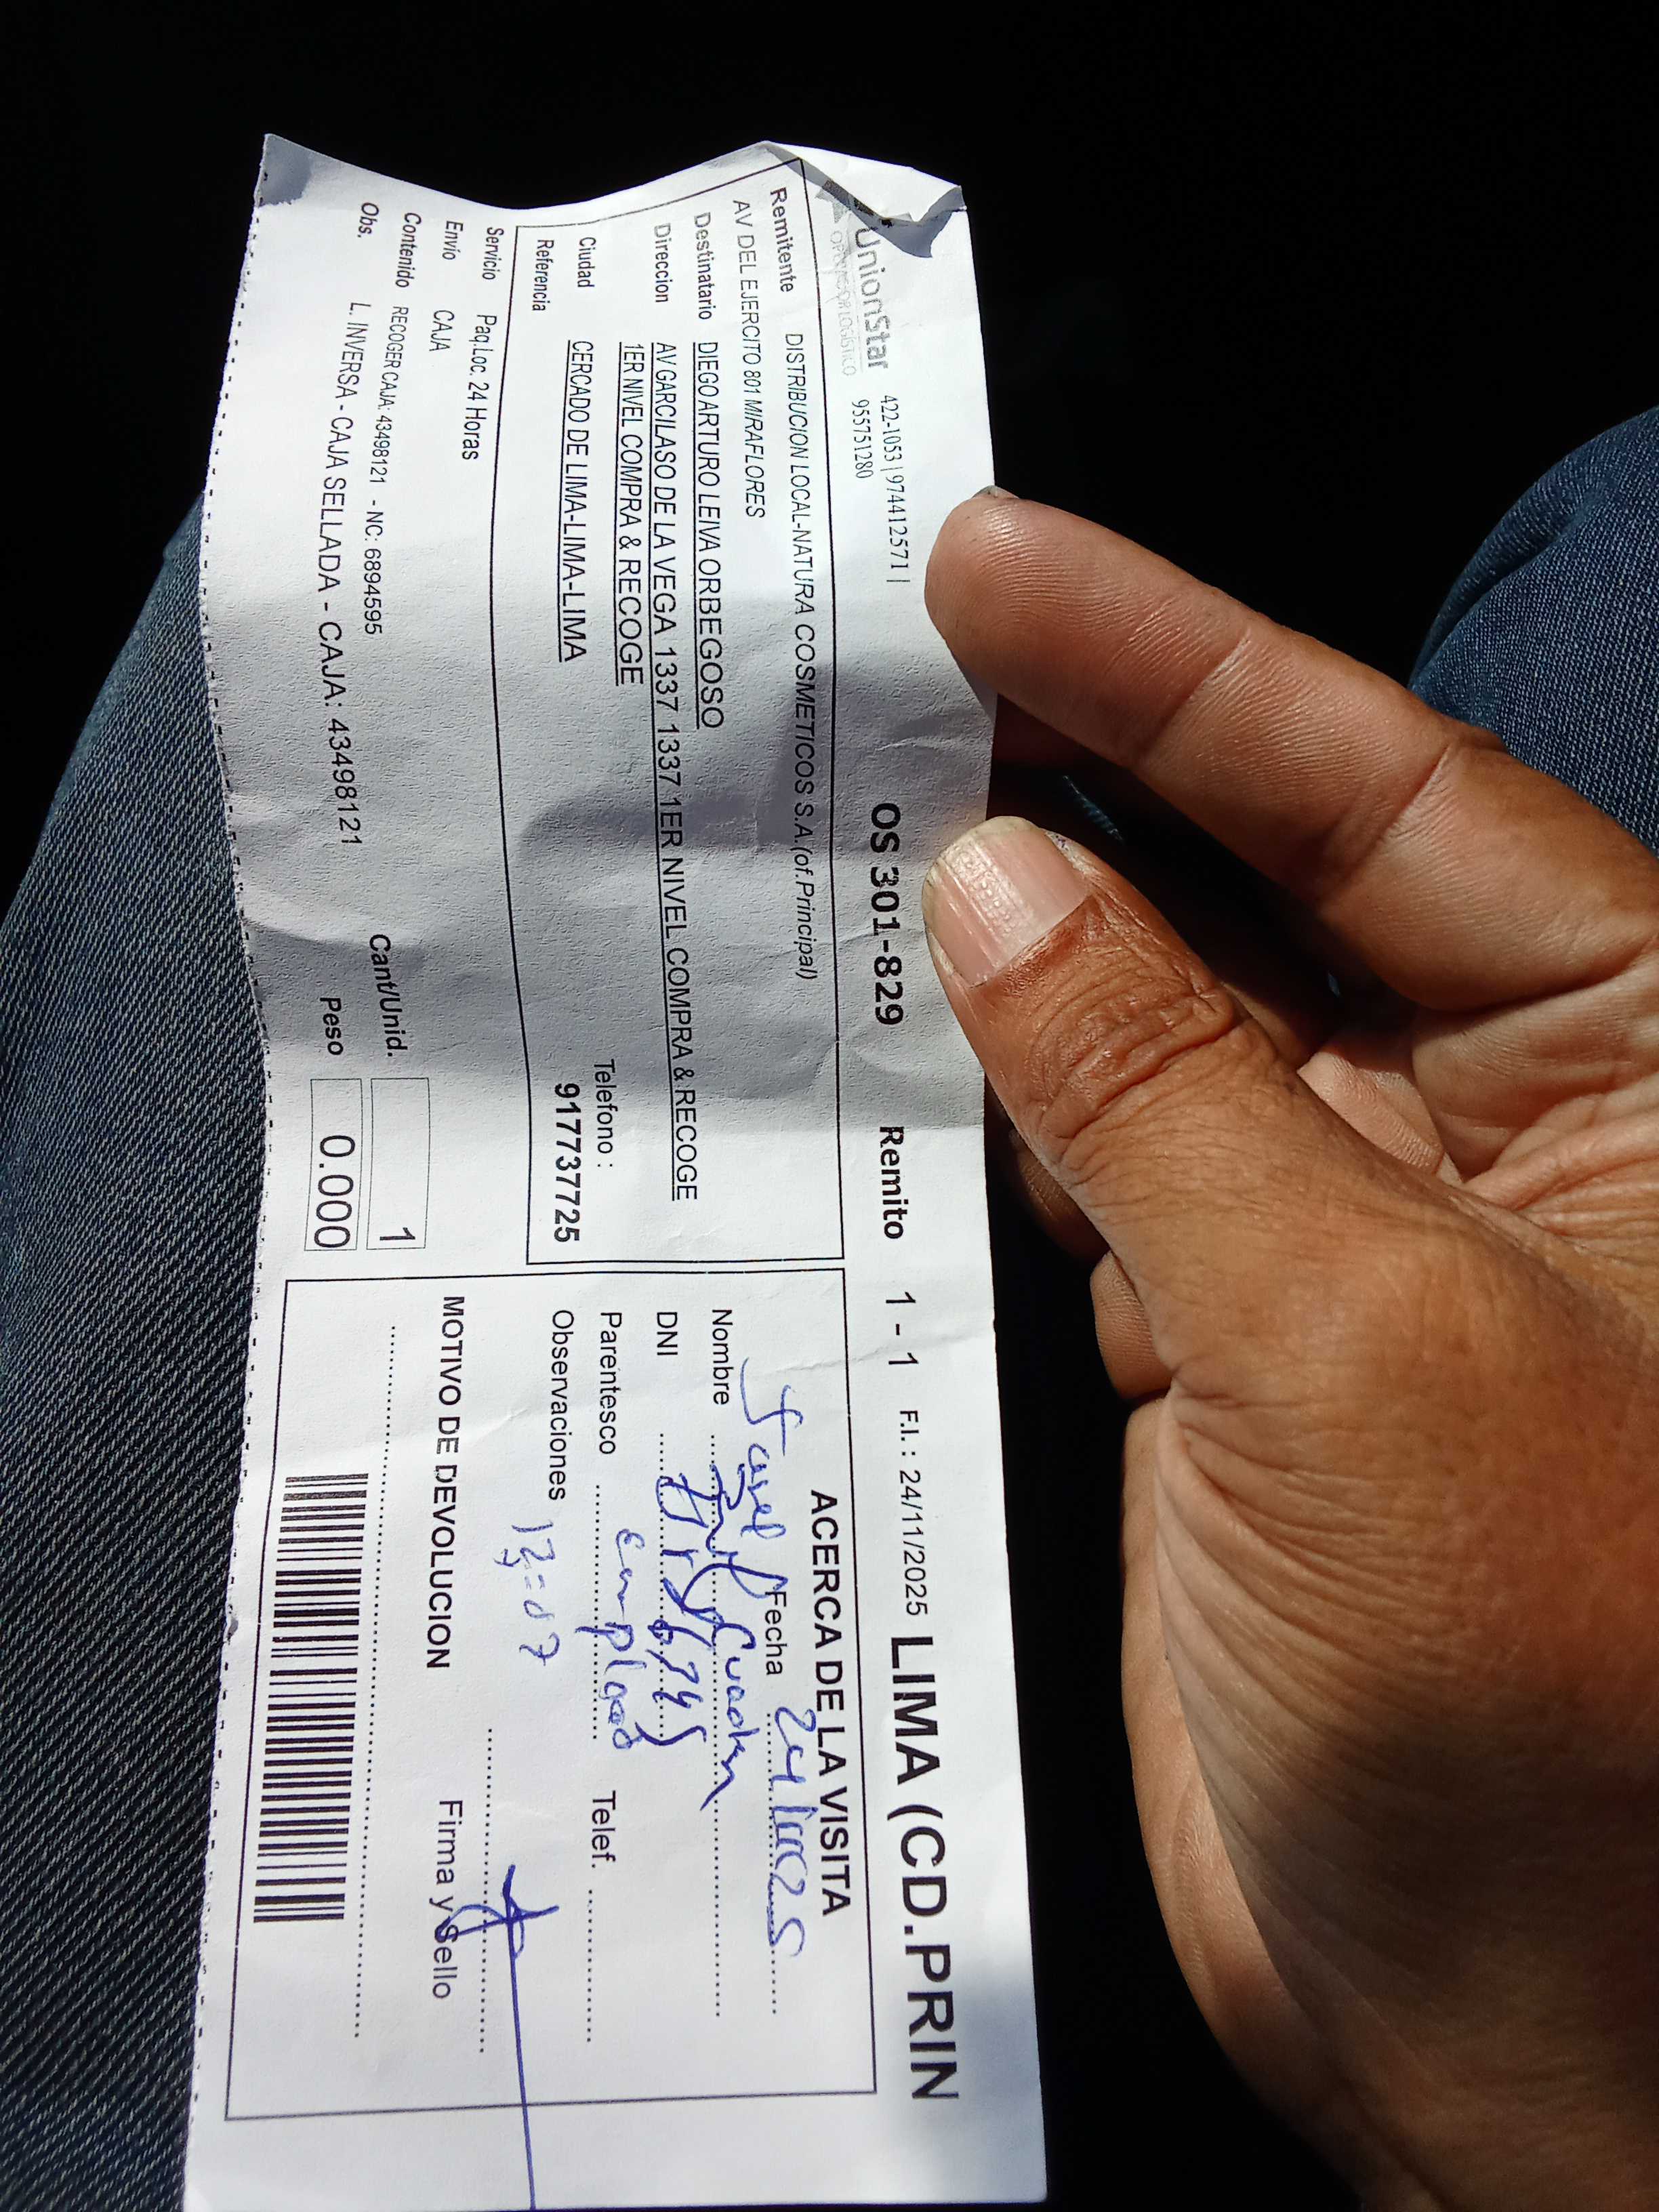 UnionStar 422-1053 | 974412571 | OS 301-829 Remito 1 - 1 F.I. : 24/11/2025 LIMA (CD.PRIN
OPERADOR LOGISTICO 955751280
Remitente DISTRIBUCION LOCAL-NATURA COSMETICOS S.A.(of.Principal)
AV DEL EJERCITO 801 MIRAFLORES
Destinatario DIEGO ARTURO LEIVA ORBEGOSO
Direccion AV GARCILASO DE LA VEGA 1337 1337 1ER NIVEL COMPRA & RECOGE
1ER NIVEL COMPRA & RECOGE
Ciudad CERCADO DE LIMA-LIMA-LIMA Telefono :
Referencia 917737725
Servicio Paq.Loc. 24 Horas
Envio CAJA
Contenido RECOGER CAJA: 43498121 - NC: 6894595 Cant/Unid. 1
Obs. L. INVERSA - CAJA SELLADA - CAJA: 43498121 Peso 0.000
ACERCA DE LA VISITA
Fecha
Nombre
DNI
Parentesco empleado Telef.
Observaciones
MOTIVO DE DEVOLUCION Firma y Sello